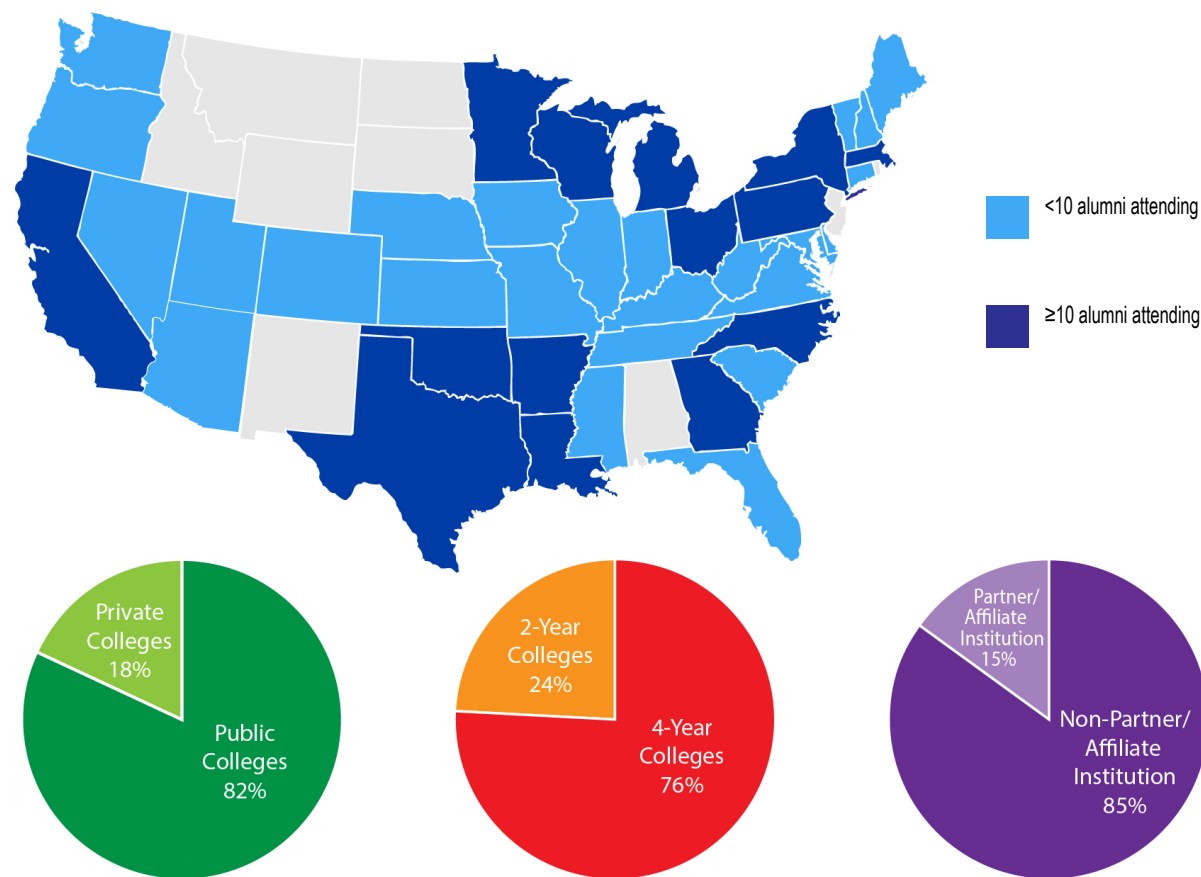 <10 alumni attending
≥10 alumni attending
Private
Colleges
18%
Public
Colleges
82%
2-Year
Colleges
24%
4-Year
Colleges
76%
Partner/
Affiliate
Institution
15%
Non-Partner/
Affiliate
Institution
85%